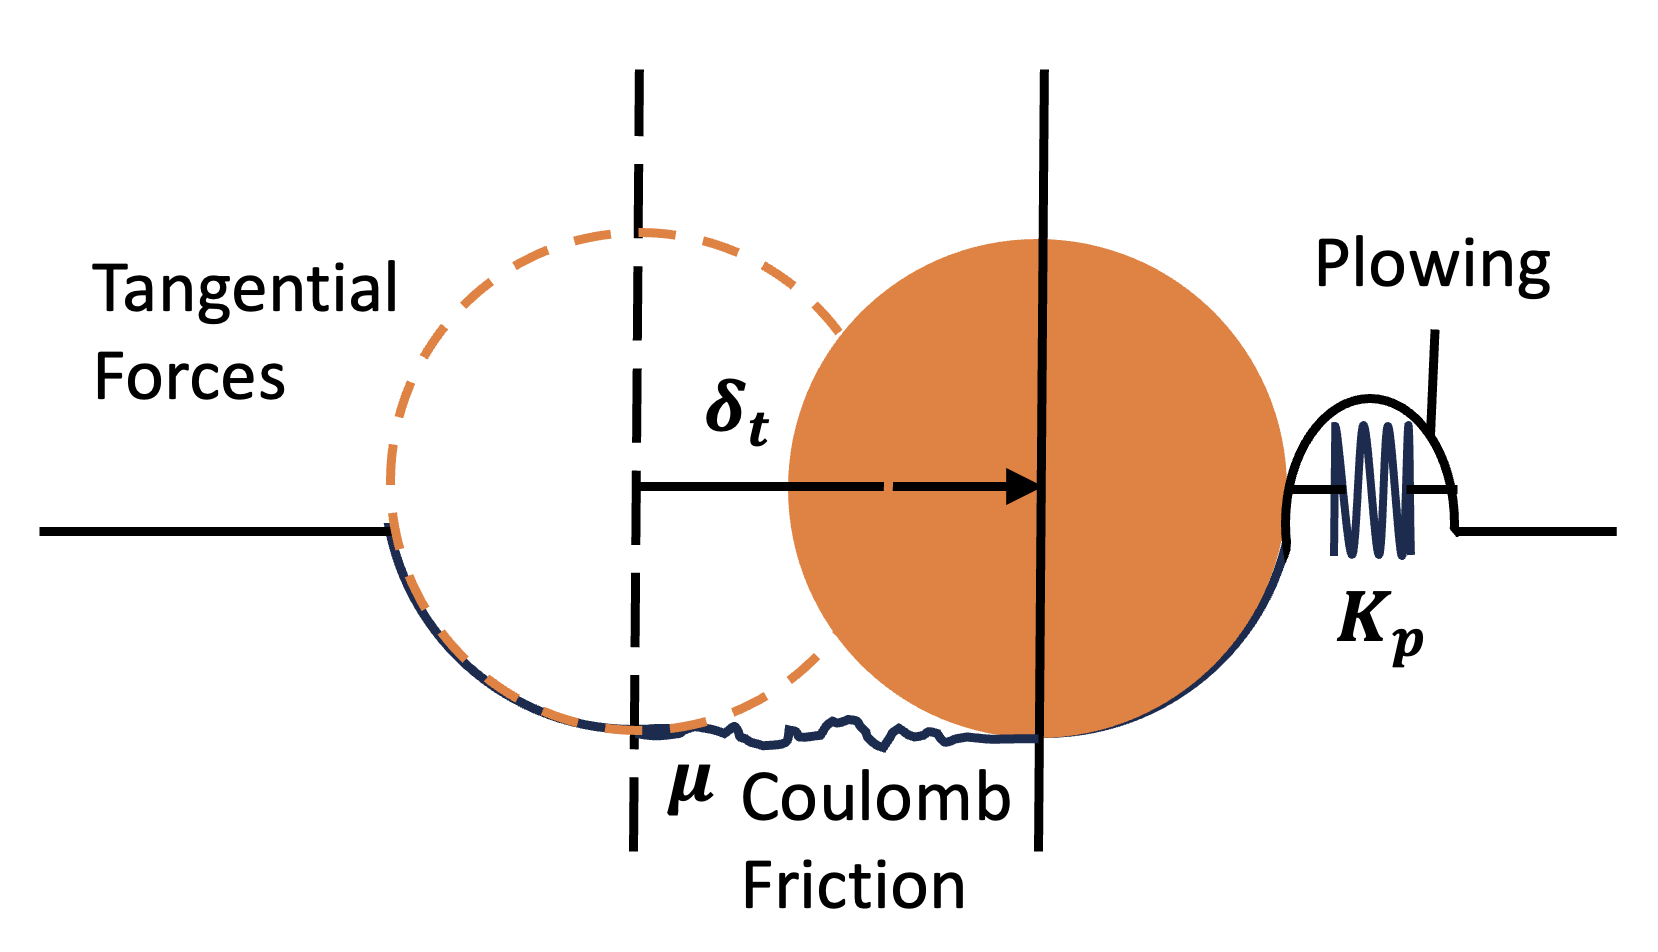 Plowing
Tangential
Forces
δt
Kp
μ
Coulomb
Friction